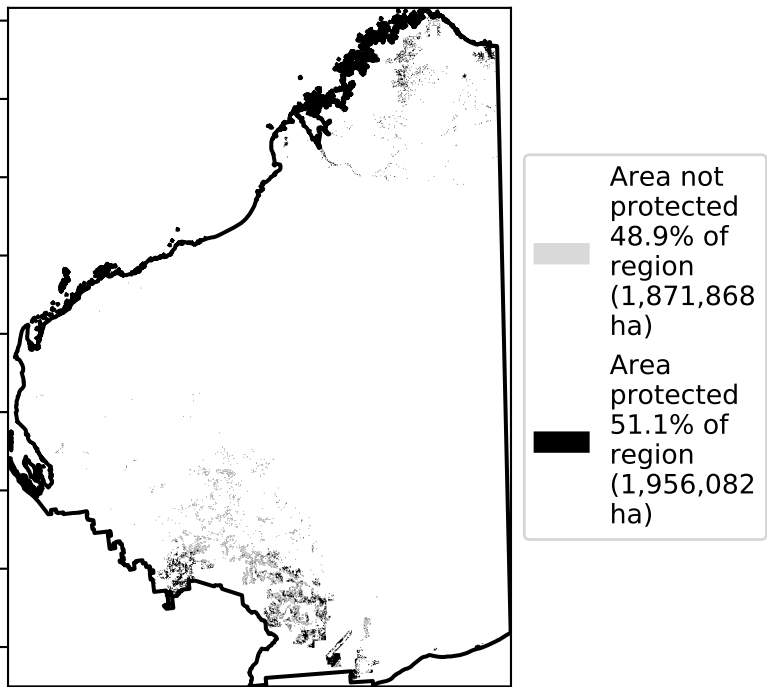 Area not
protected
48.9% of
region
(1,871,868
ha)
Area
protected
51.1% of
region
(1,956,082
ha)